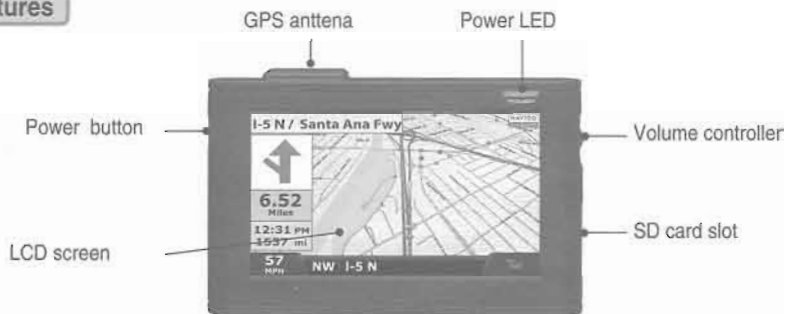 tures
GPS anttena
Power LED
Power button
I-5 N / Santa Ana Fwy
Volume controller
6.52
Miles
12:31 PM
1537 mi
LCD screen
SD card slot
57
MPH
NW I-5 N